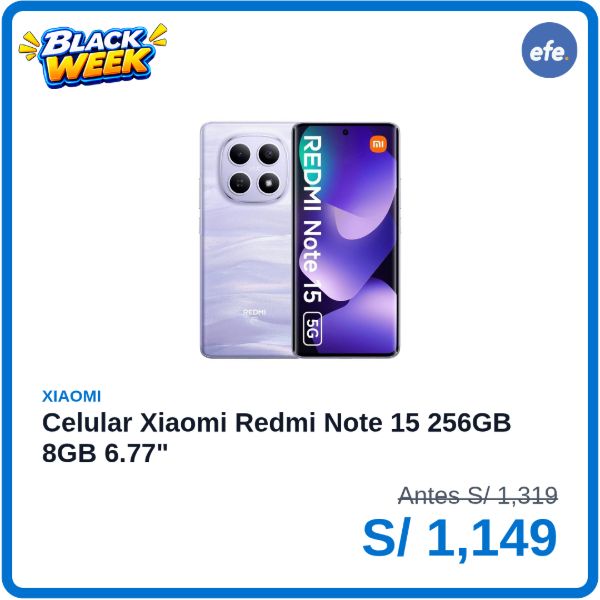 BLACK
WEEK
efe.
REDMI Note 15 5G
mi
REDMI
XIAOMI
Celular Xiaomi Redmi Note 15 256GB
8GB 6.77"
Antes S/ 1,319
S/ 1,149